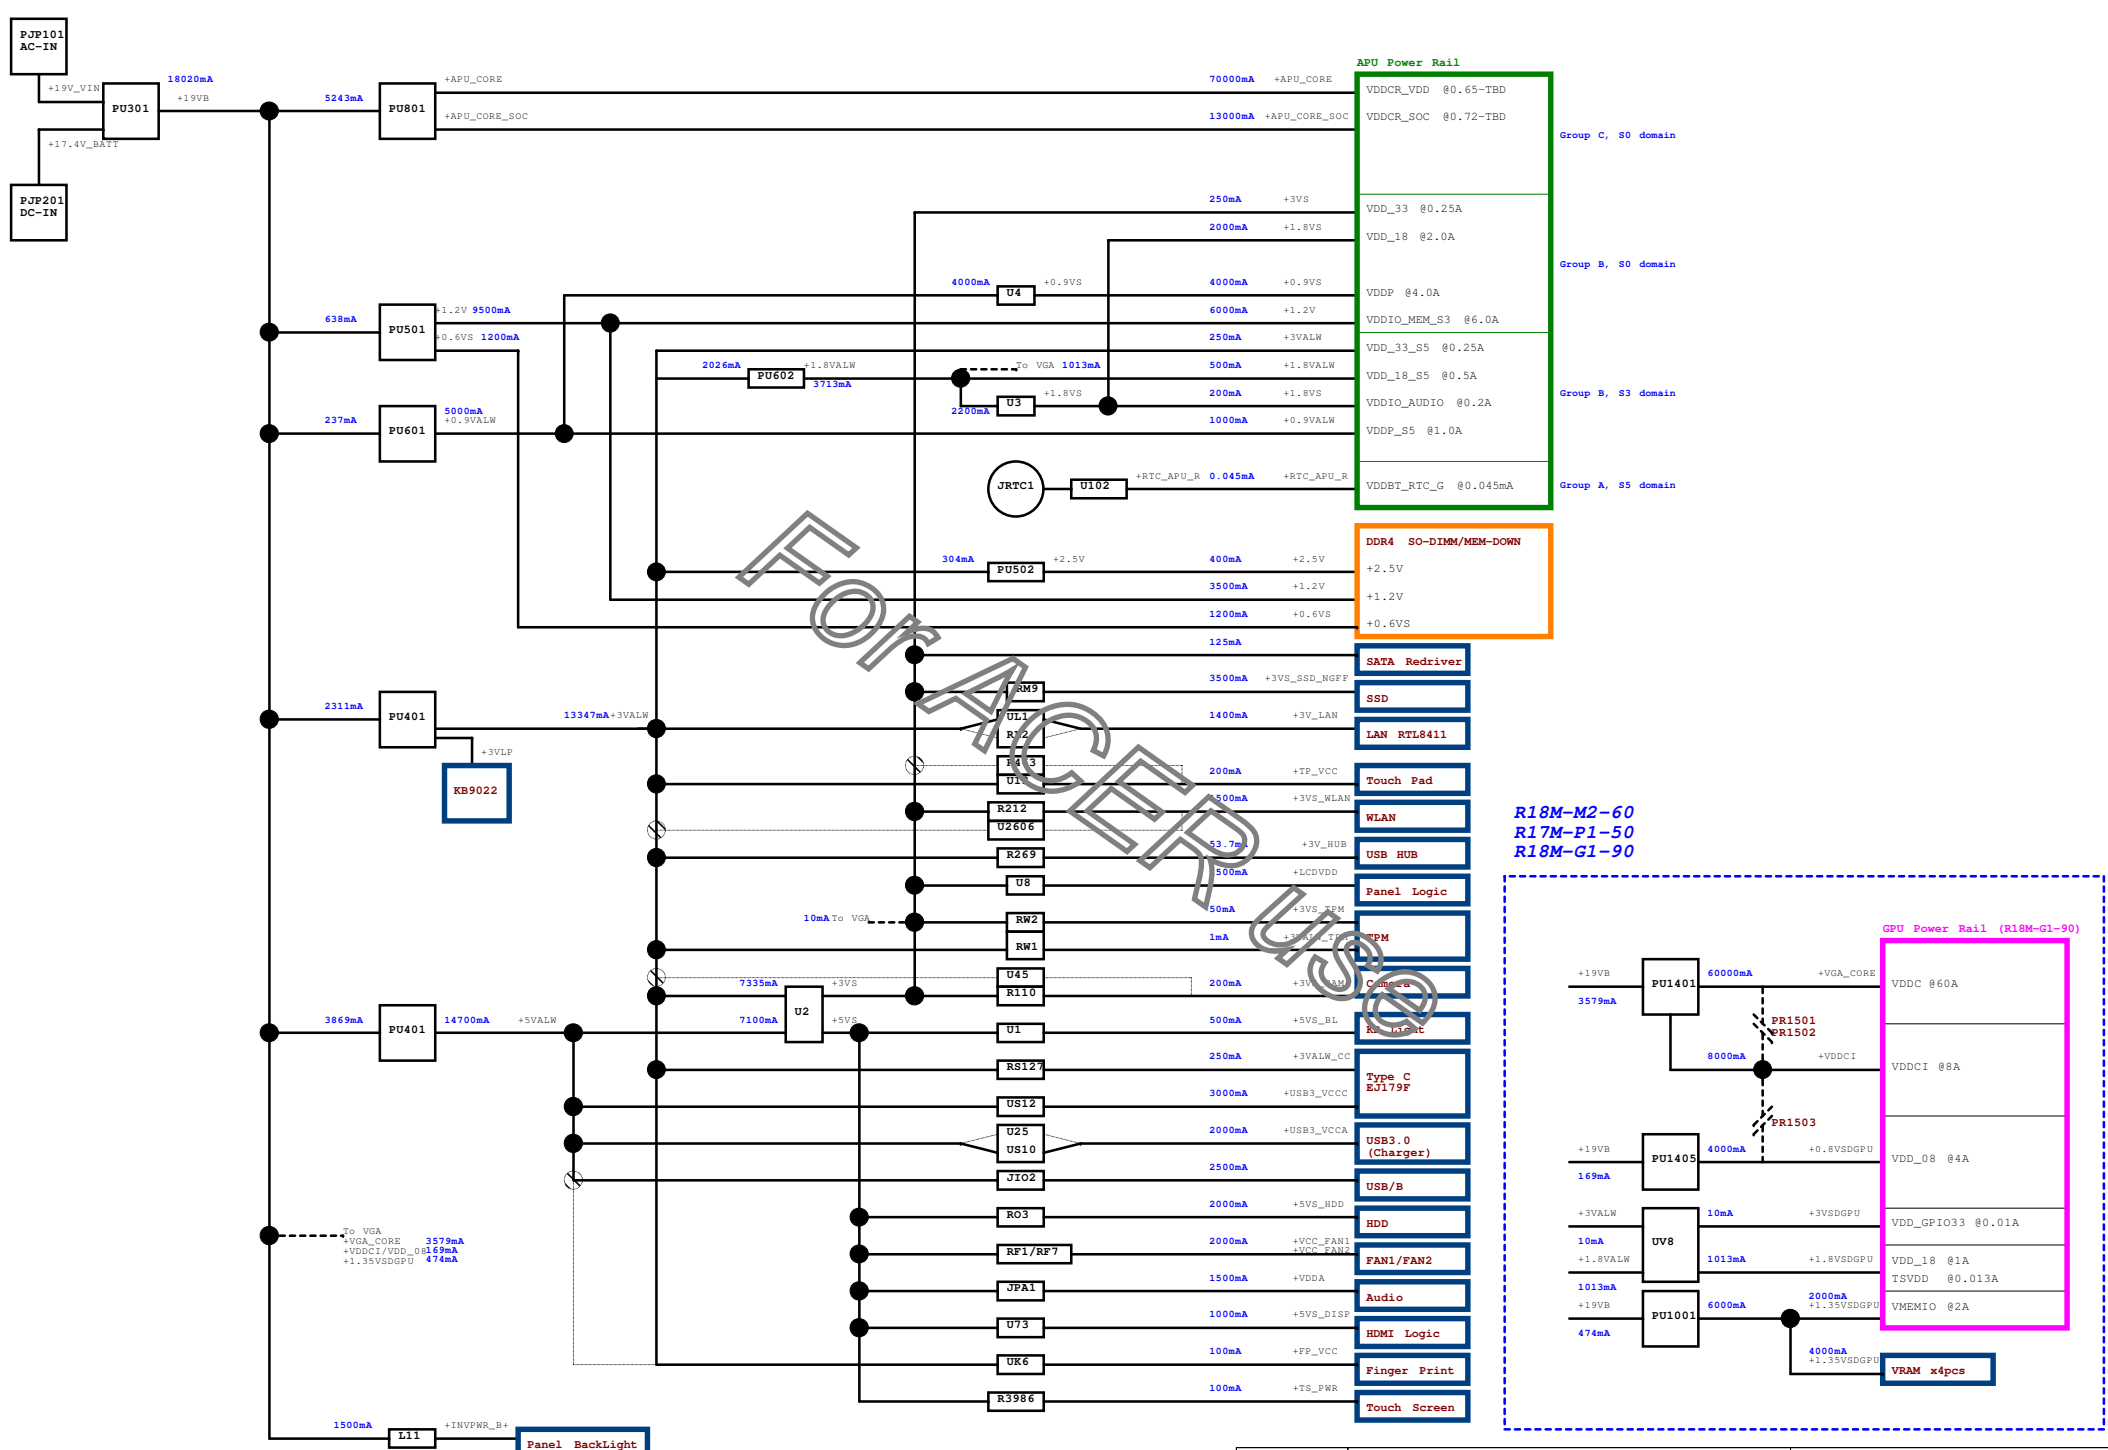 PJP101
AC-IN
+19V_VIN
PU301
18020mA
+19VB
+17.4V_BATT
PJP201
DC-IN
5243mA
PU801
+APU_CORE
+APU_CORE_SOC
70000mA +APU_CORE
13000mA +APU_CORE_SOC
APU Power Rail
VDDCR_VDD @0.65-TBD
VDDCR_SOC @0.72-TBD
Group C, S0 domain
250mA +3VS
VDD_33 @0.25A
2000mA +1.8VS
VDD_18 @2.0A
Group B, S0 domain
4000mA
U4
+0.9VS
4000mA +0.9VS
VDDP @4.0A
638mA
PU501
+1.2V 9500mA
+0.6VS 1200mA
6000mA +1.2V
VDDIO_MEM_S3 @6.0A
250mA +3VALW
VDD_33_S5 @0.25A
2026mA
PU602
+1.8VALW
3713mA
To VGA 1013mA
500mA +1.8VALW
VDD_18_S5 @0.5A
2200mA
U3
+1.8VS
200mA +1.8VS
VDDIO_AUDIO @0.2A
Group B, S3 domain
237mA
PU601
5000mA
+0.9VALW
1000mA +0.9VALW
VDDP_S5 @1.0A
JRTC1
U102
+RTC_APU_R 0.045mA +RTC_APU_R
VDDBT_RTC_G @0.045mA
Group A, S5 domain
DDR4 SO-DIMM/MEM-DOWN
304mA
PU502
+2.5V
400mA +2.5V
+2.5V
3500mA +1.2V
+1.2V
1200mA +0.6VS
+0.6VS
125mA
SATA Redriver
RM9
3500mA +3VS_SSD_NGFF
SSD
2311mA
PU401
13347mA +3VALW
+3VLP
KB9022
UL1
1400mA +3V_LAN
LAN RTL8411
200mA +TP_VCC
Touch Pad
R212
U2606
+3VS_WLAN
WLAN
R269
53.7mA +3V_HUB
USB HUB
U8
+LCDVDD
Panel Logic
10mA To VGA
RW2
50mA +3VS_TPM
RW1
1mA
TPM
U45
R110
200mA
Camera
7335mA
U2
+3VS
7100mA
+5VS
3869mA
PU401
14700mA
+5VALW
U1
500mA +5VS_BL
RS127
250mA +3VALW_CC
Type C
EJ179F
US12
3000mA +USB3_VCCC
U25
US10
2000mA +USB3_VCCA
USB3.0
(Charger)
JIO2
2500mA
USB/B
RO3
2000mA +5VS_HDD
HDD
RF1/RF7
2000mA +VCC_FAN1
+VCC_FAN2
FAN1/FAN2
JPA1
1500mA +VDDA
Audio
U73
1000mA +5VS_DISP
HDMI Logic
UK6
100mA +FP_VCC
Finger Print
R3986
100mA +TS_PWR
Touch Screen
To VGA
+VGA_CORE 3579mA
+VDDCI/VDD_08 169mA
+1.35VSDGPU 474mA
1500mA
L11
+INVPWR_B+
Panel BackLight
For ACER use
R18M-M2-60
R17M-P1-50
R18M-G1-90
GPU Power Rail (R18M-G1-90)
+19VB
3579mA
PU1401
60000mA +VGA_CORE
VDDC @60A
PR1501
PR1502
8000mA +VDDCI
VDDCI @8A
PR1503
+19VB
169mA
PU1405
4000mA +0.8VSDGPU
VDD_08 @4A
+3VALW
10mA
UV8
10mA +3VSDGPU
VDD_GPIO33 @0.01A
+1.8VALW
1013mA
1013mA +1.8VSDGPU
VDD_18 @1A
TSVDD @0.013A
+19VB
474mA
PU1001
6000mA
2000mA
+1.35VSDGPU
VMEMIO @2A
4000mA
+1.35VSDGPU
VRAM x4pcs